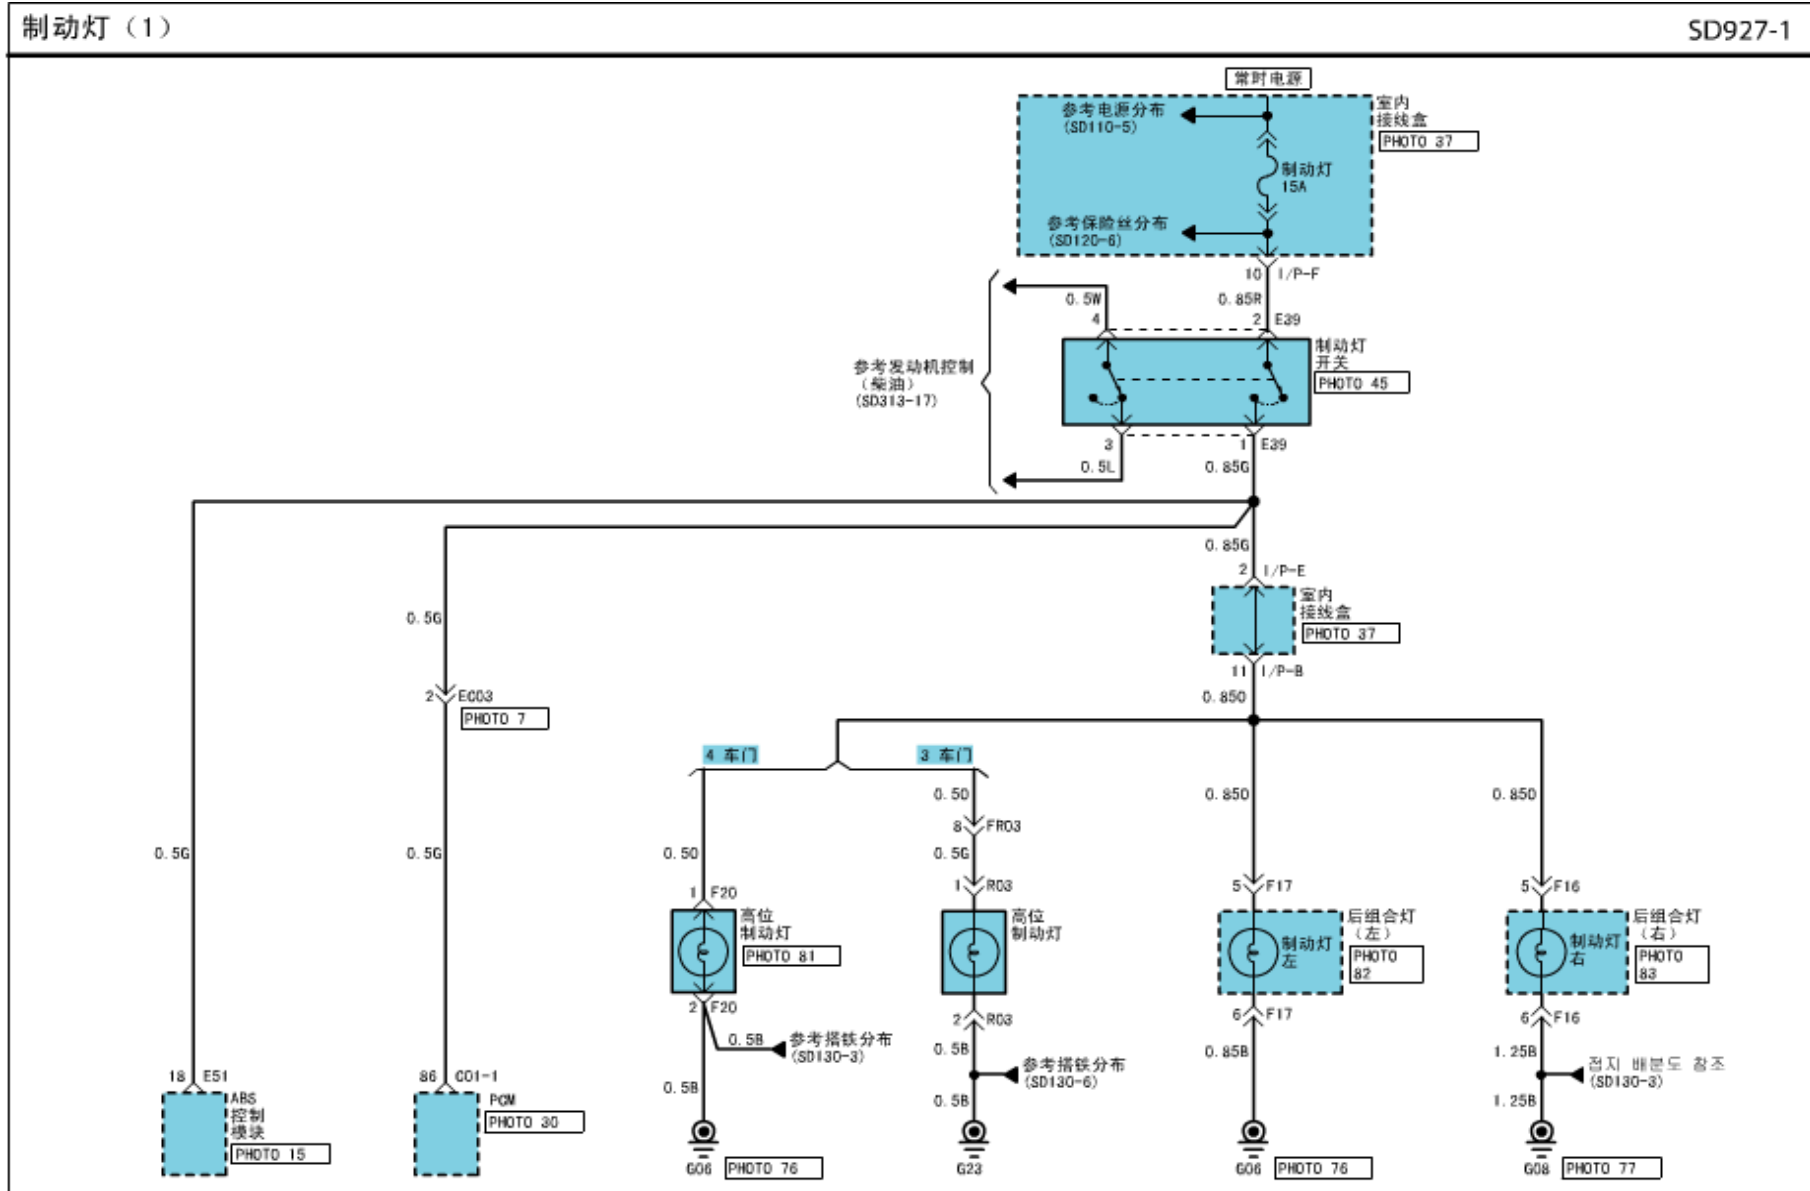 制动灯（1）
SD927-1
常时电源
参考电源分布
(SD110-5)
室内
接线盒
PHOTO 37
制动灯
15A
参考保险丝分布
(SD120-6)
10
I/P-F
0.5W
0.85R
4
2
E39
制动灯
开关
PHOTO 45
参考发动机控制
（柴油）
(SD313-17)
3
1
E39
0.5L
0.85G
0.85G
2
I/P-E
室内
接线盒
PHOTO 37
11
I/P-B
0.85O
0.5G
2
EC03
PHOTO 7
4 车门
3 车门
0.5O
0.85O
0.85O
8
FR03
0.5G
0.5G
0.5O
0.5G
1
F20
1
R03
5
F17
5
F16
高位
制动灯
PHOTO 81
高位
制动灯
制动灯
左
后组合灯
（左）
PHOTO
82
制动灯
右
后组合灯
（右）
PHOTO
83
2
F20
2
R03
6
F17
6
F16
0.5B
参考搭铁分布
(SD130-3)
0.5B
参考搭铁分布
(SD130-6)
0.85B
1.25B
접지 배분도 참조
(SD130-3)
18
E51
86
C01-1
0.5B
0.5B
1.25B
ABS
控制
模块
PHOTO 15
PCM
PHOTO 30
G06
PHOTO 76
G23
G06
PHOTO 76
G08
PHOTO 77